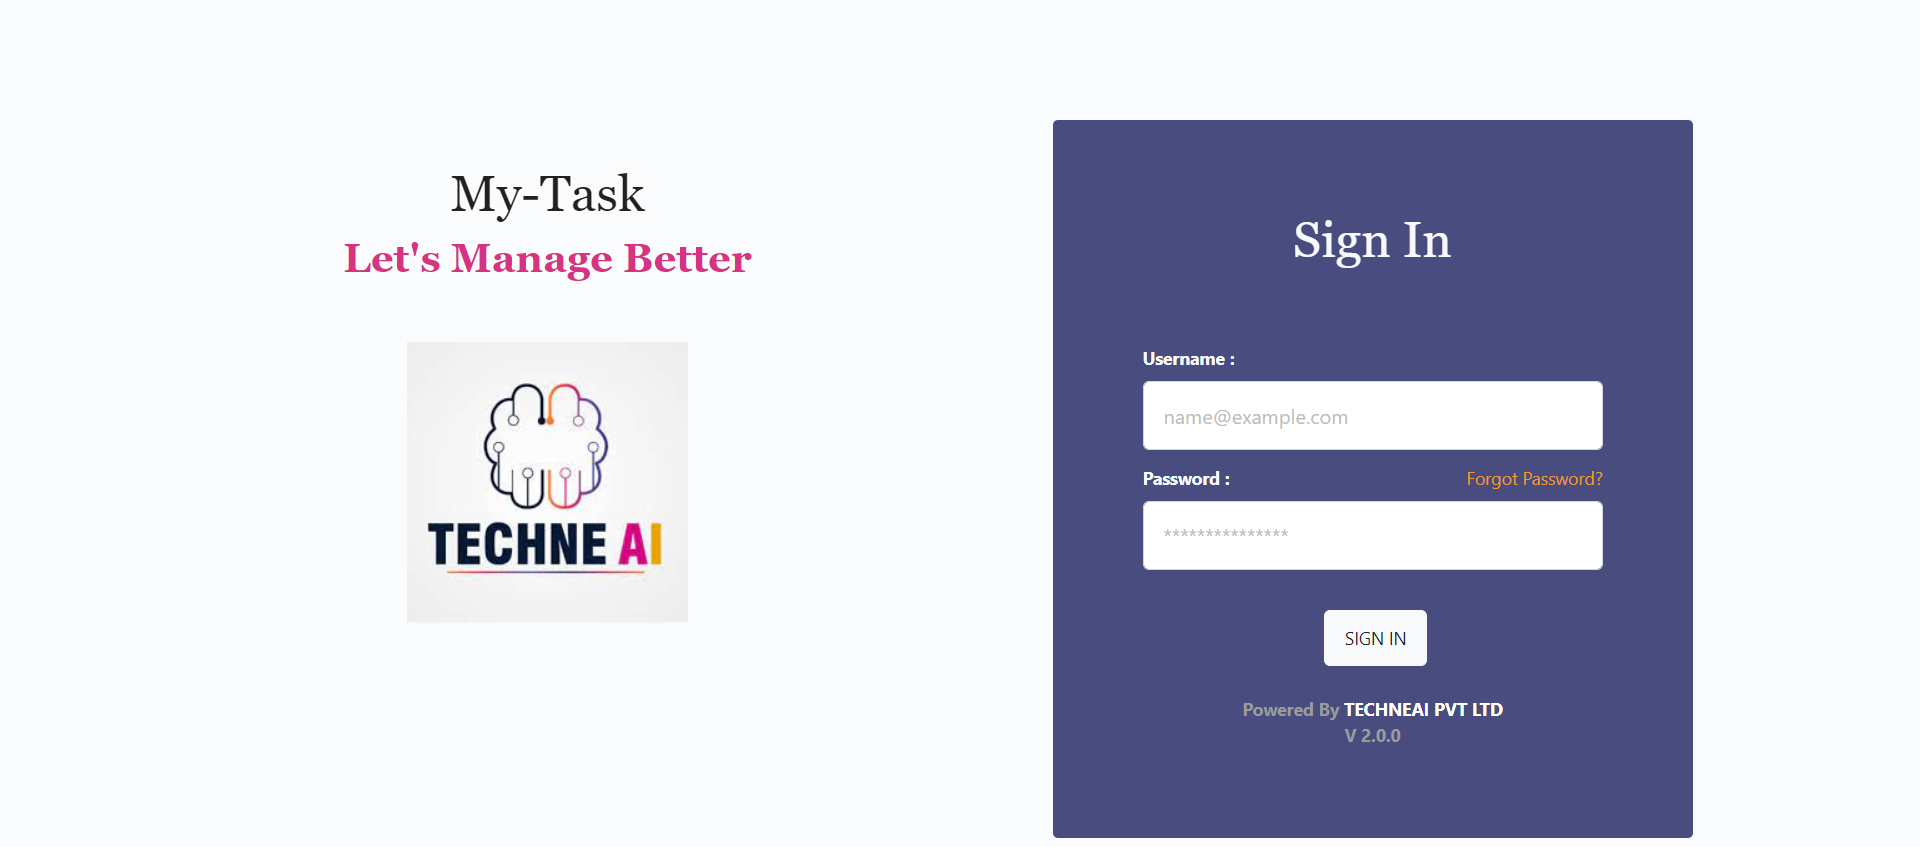 My-Task
Let's Manage Better
TECHNE AI
Sign In
Username :
name@example.com
Password :
Forgot Password?
***************
SIGN IN
Powered By TECHNEAI PVT LTD
V 2.0.0